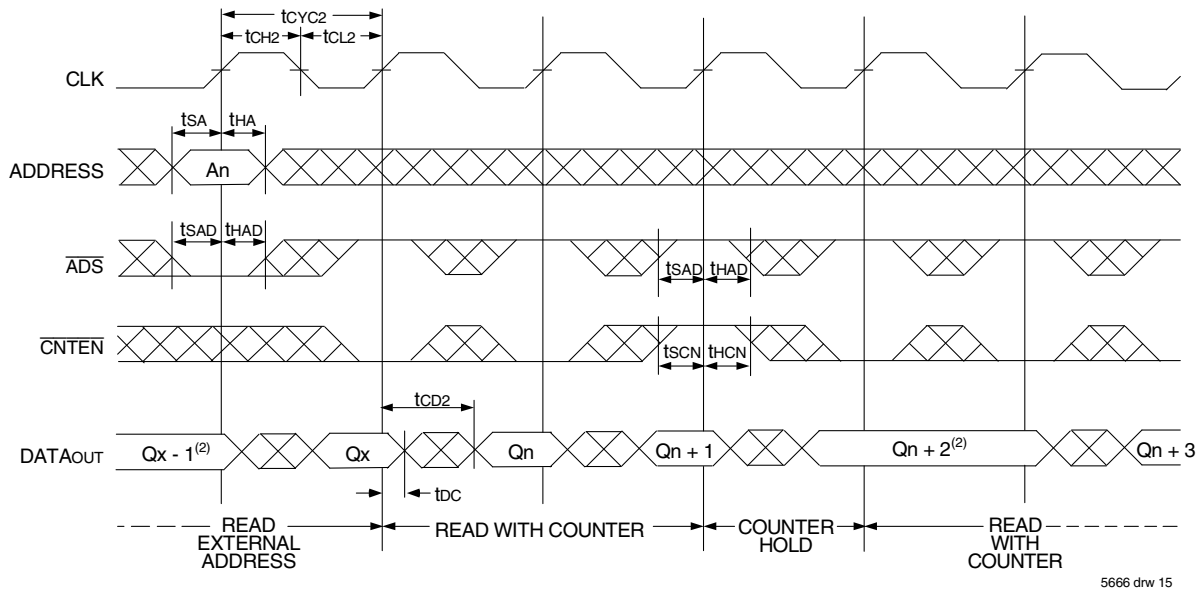 tCYC2
tCH2 tCL2
CLK
tSA tHA
ADDRESS An
tSAD tHAD
ADS
tSAD tHAD
CNTEN
tSCN tHCN
tCD2
DATAOUT Qx - 1(2) Qx Qn Qn + 1 Qn + 2(2) Qn + 3
tDC
READ EXTERNAL ADDRESS
READ WITH COUNTER
COUNTER HOLD
READ WITH COUNTER
5666 drw 15